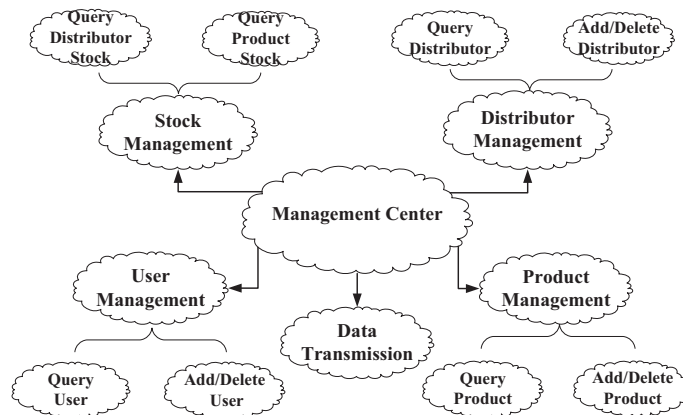 Query
Distributor
Stock
Query
Product
Stock
Query
Distributor
Add/Delete
Distributor
Stock
Management
Distributor
Management
Management Center
User
Management
Product
Management
Data
Transmission
Query
User
Add/Delete
User
Query
Product
Add/Delete
Product